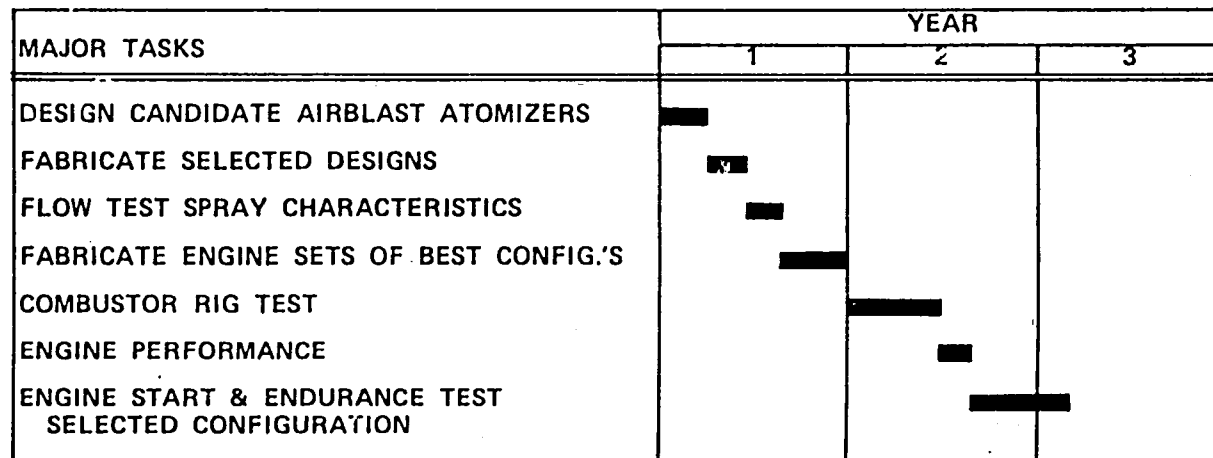 YEAR
MAJOR TASKS
1 2 3
DESIGN CANDIDATE AIRBLAST ATOMIZERS
FABRICATE SELECTED DESIGNS
FLOW TEST SPRAY CHARACTERISTICS
FABRICATE ENGINE SETS OF BEST CONFIG.'S
COMBUSTOR RIG TEST
ENGINE PERFORMANCE
ENGINE START & ENDURANCE TEST
SELECTED CONFIGURATION